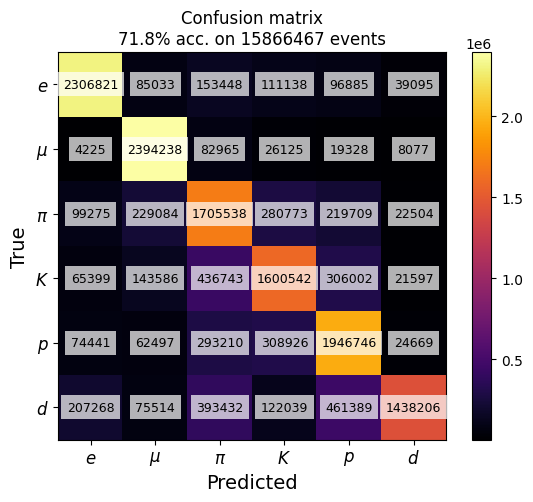 Confusion matrix
71.8% acc. on 15866467 events
1e6
e 2306821 85033 153448 111138 96885 39095
μ 4225 2394238 82965 26125 19328 8077
π 99275 229084 1705538 280773 219709 22504
K 65399 143586 436743 1600542 306002 21597
p 74441 62497 293210 308926 1946746 24669
d 207268 75514 393432 122039 461389 1438206
e μ π K p d
True
Predicted
2.0
1.5
1.0
0.5